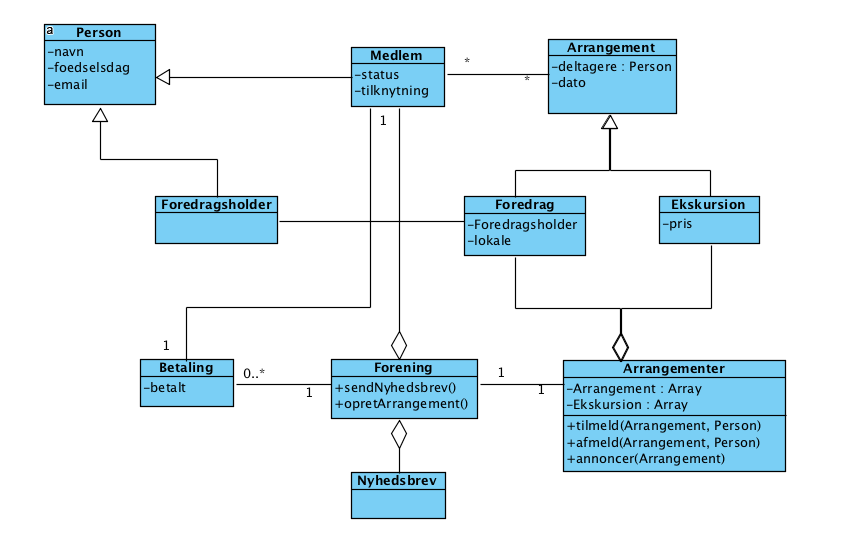 a
Person
-navn
-foedselsdag
-email
Medlem
-status
-tilknytning
*
*
Arrangement
-deltagere : Person
-dato
1
Foredragsholder
Foredrag
-Foredragsholder
-lokale
Ekskursion
-pris
1
Betaling
-betalt
0..*
1
Forening
+sendNyhedsbrev()
+opretArrangement()
1
1
Arrangementer
-Arrangement : Array
-Ekskursion : Array
+tilmeld(Arrangement, Person)
+afmeld(Arrangement, Person)
+annoncer(Arrangement)
Nyhedsbrev